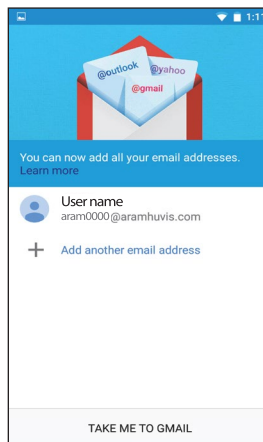 1:11
@outlook
@yahoo
@gmail
You can now add all your email addresses.
Learn more
User name
aram0000@aramhuvis.com
+ Add another email address
TAKE ME TO GMAIL